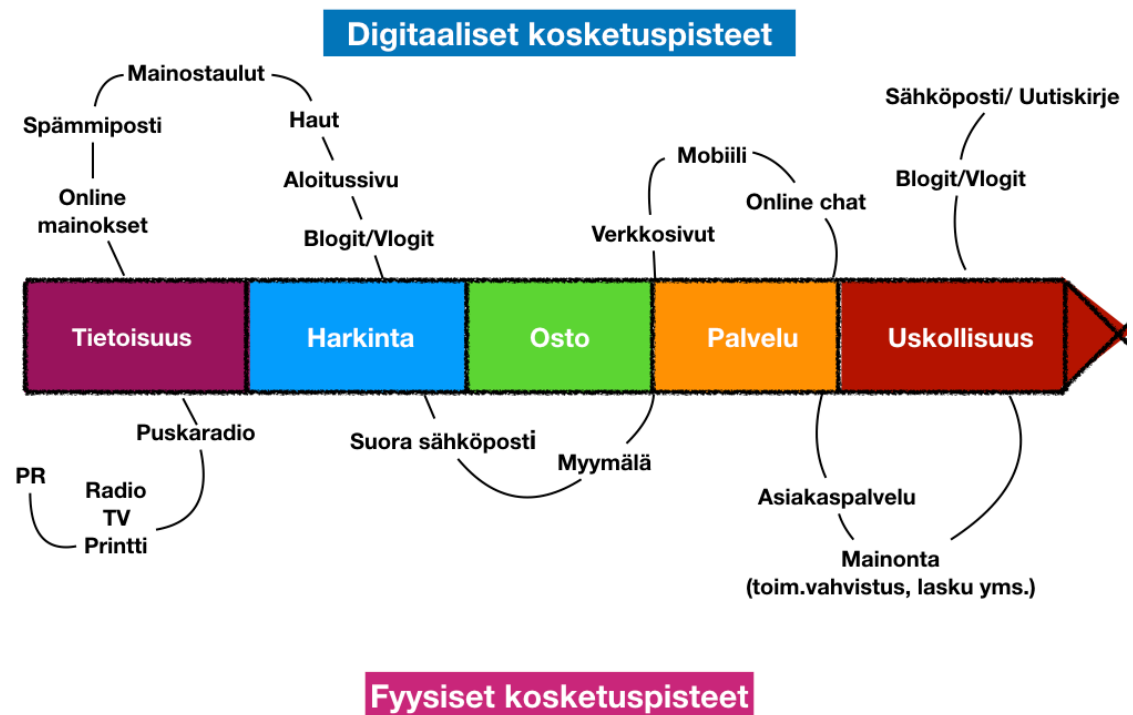 Digitaaliset kosketuspisteet
Mainostaulut
Spämmiposti
Online
mainokset
Haut
Aloitussivu
Blogit/Vlogit
Mobiili
Online chat
Verkkosivut
Sähköposti/ Uutiskirje
Blogit/Vlogit
Tietoisuus
Harkinta
Osto
Palvelu
Uskollisuus
Puskaradio
PR
Radio
TV
Printti
Suora sähköposti
Myymälä
Asiakaspalvelu
Mainonta
(toim.vahvistus, lasku yms.)
Fyysiset kosketuspisteet